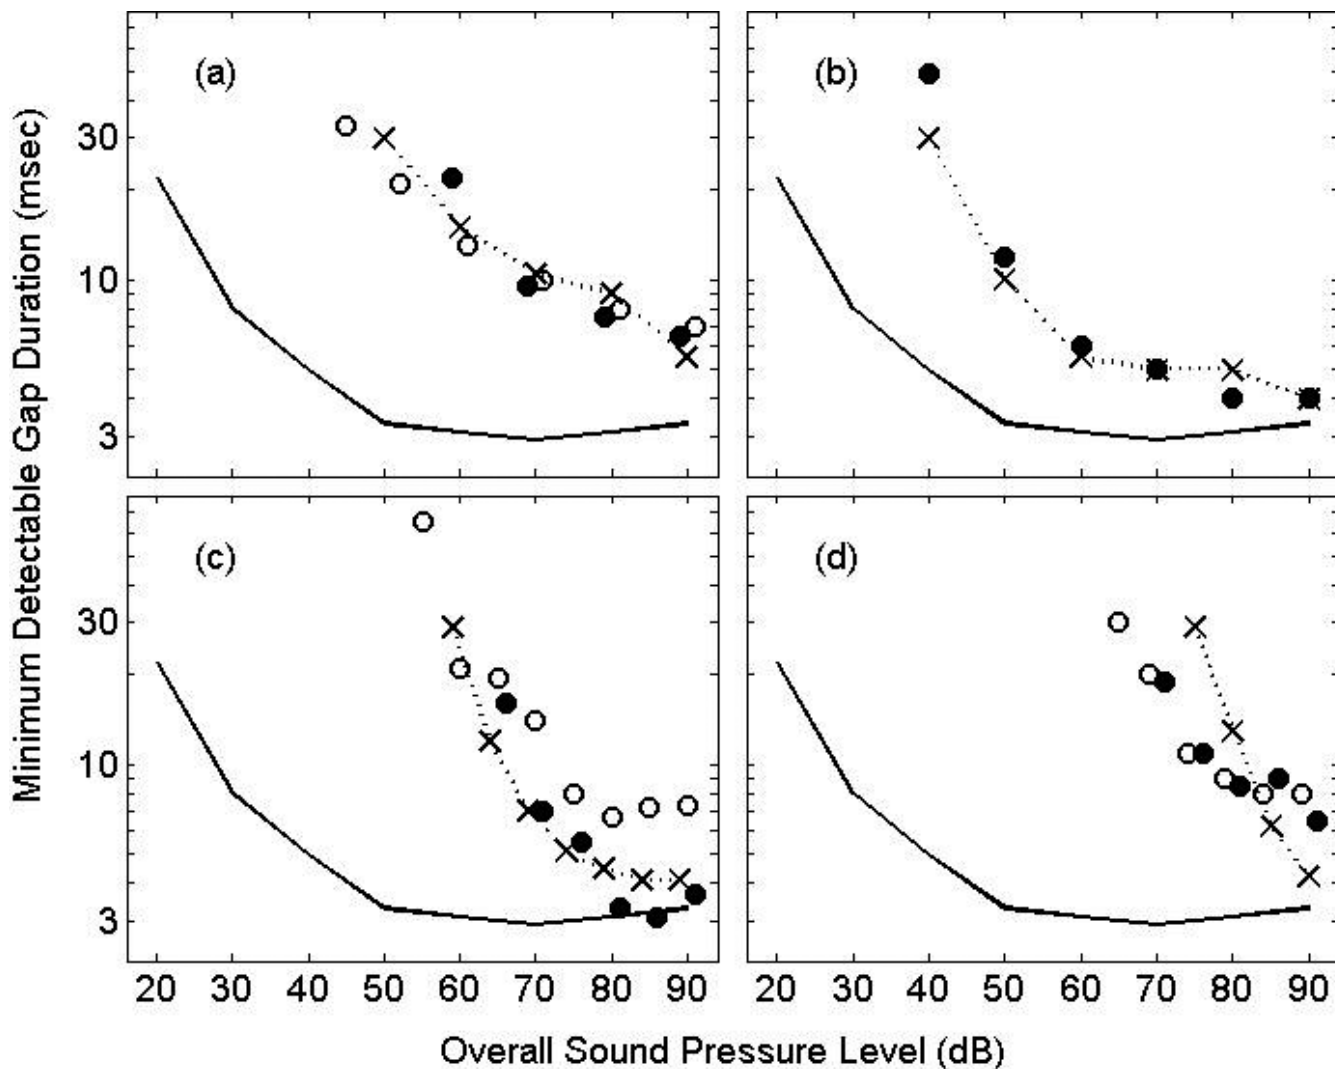 Minimum Detectable Gap Duration (msec)
(a)
(b)
30
10
3
(c)
(d)
30
10
3
20 30 40 50 60 70 80 90
20 30 40 50 60 70 80 90
Overall Sound Pressure Level (dB)